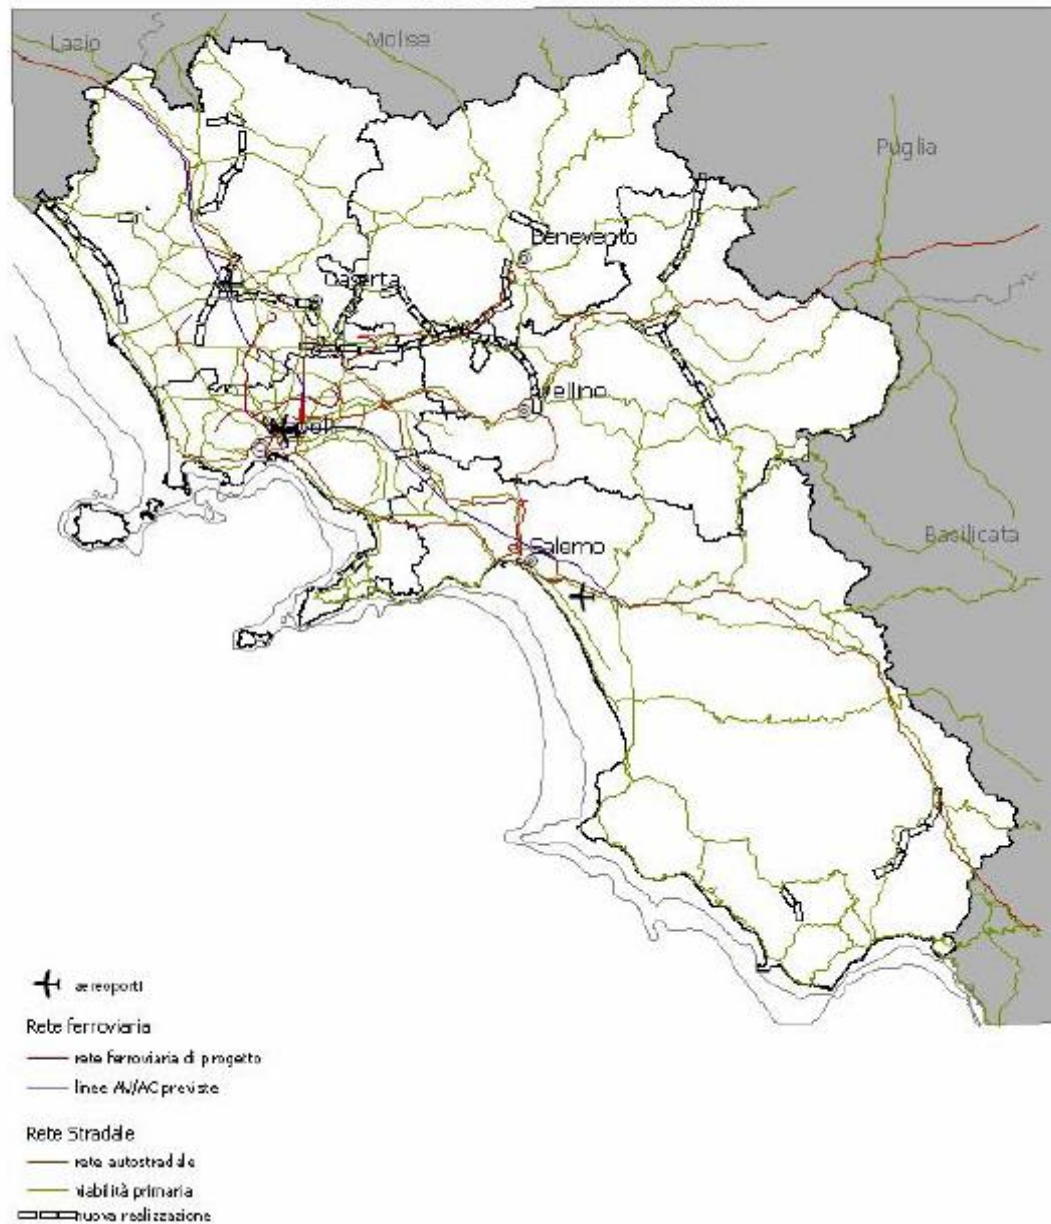 Lazio
Molise
Puglia
Benevento
Caserta
Avellino
Napoli
Basilicata
Salerno
aereoporti
Rete ferroviaria
rete ferroviaria di progetto
linee AV/AC previste
Rete Stradale
rete autostradale
viabilità primaria
nuova realizzazione